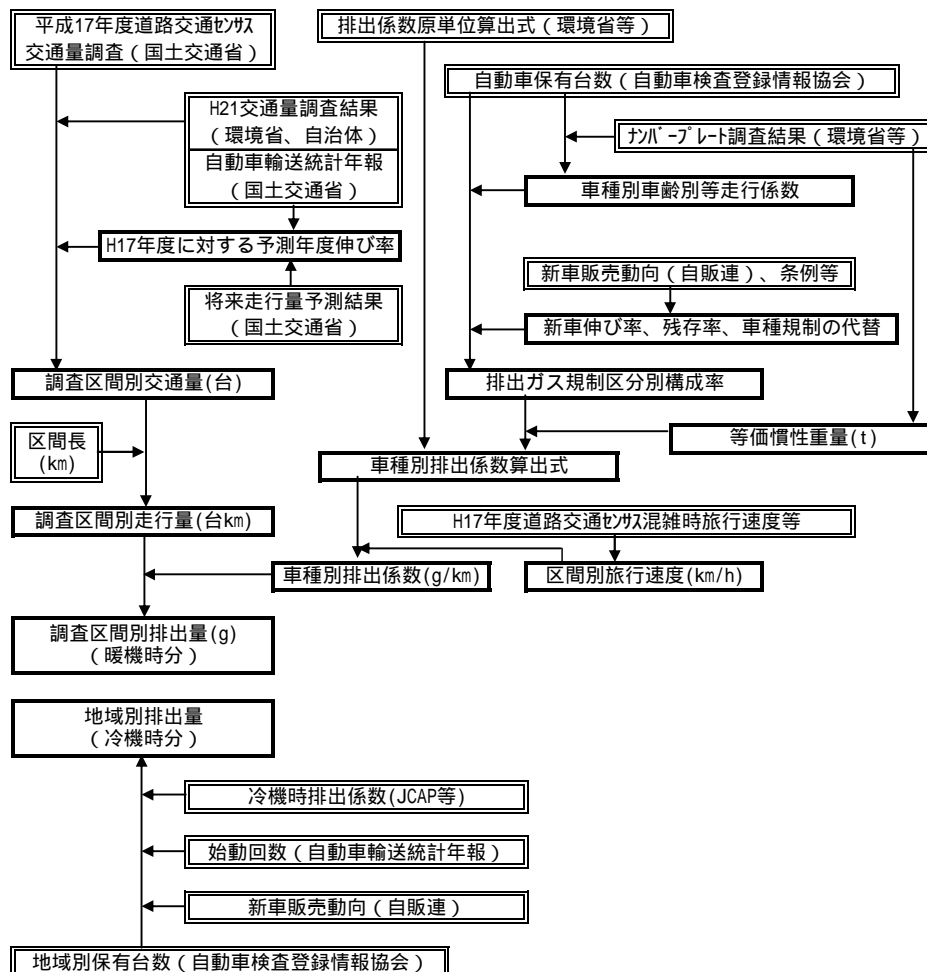 平成17年度道路交通ｾﾝｻｽ
交通量調査（国土交通省）
排出係数原単位算出式（環境省等）
自動車保有台数（自動車検査登録情報協会）
H21交通量調査結果
（環境省、自治体）
自動車輸送統計年報
（国土交通省）
ﾅﾝﾊﾞｰﾌﾟﾚｰﾄ調査結果（環境省等）
車種別車齢別等走行係数
H17年度に対する予測年度伸び率
新車販売動向（自販連）、条例等
将来走行量予測結果
（国土交通省）
新車伸び率、残存率、車種規制の代替
調査区間別交通量(台)
排出ガス規制区分別構成率
区間長
(km)
等価慣性重量(t)
車種別排出係数算出式
調査区間別走行量(台km)
H17年度道路交通ｾﾝｻｽ混雑時旅行速度等
車種別排出係数(g/km)
区間別旅行速度(km/h)
調査区間別排出量(g)
（暖機時分）
地域別排出量
（冷機時分）
冷機時排出係数(JCAP等)
始動回数（自動車輸送統計年報）
新車販売動向（自販連）
地域別保有台数（自動車検査登録情報協会）